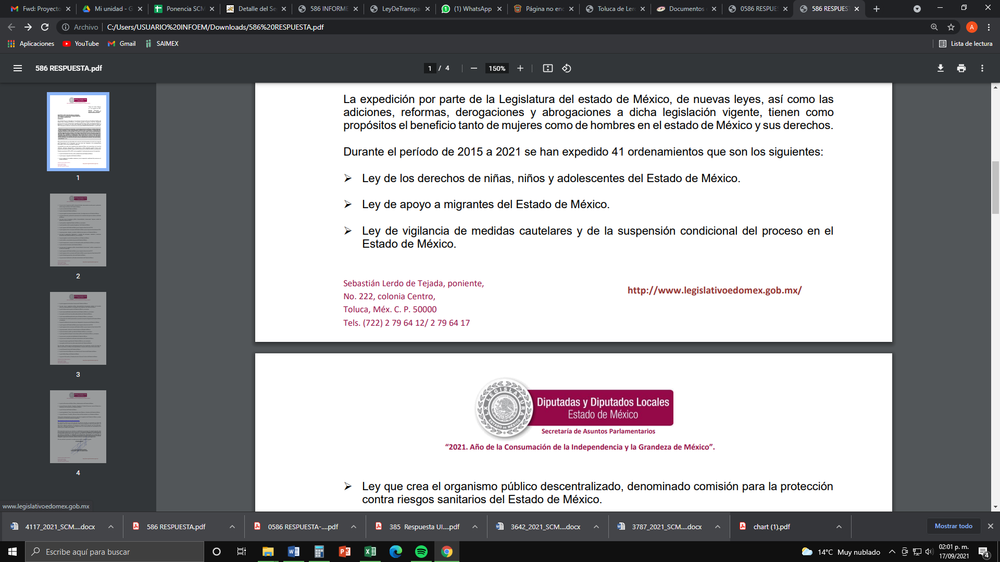 Fwd: Proyecto
Mi unidad - G
Ponencia SCM
Detalle del Se
586 INFORME
LeyDeTranspa
(1) WhatsApp
Página no enc
Toluca de Lerd
Documentos
0586 RESPUES
586 RESPUEST
Archivo
C:/Users/USUARIO%20INFOEM/Downloads/586%20RESPUESTA.pdf
A
Aplicaciones
YouTube
Gmail
SAIMEX
Lista de lectura
586 RESPUESTA.pdf
1 / 4
150%
1
2
3
4
La expedición por parte de la Legislatura del estado de México, de nuevas leyes, así como las
adiciones, reformas, derogaciones y abrogaciones a dicha legislación vigente, tienen como
propósitos el beneficio tanto de mujeres como de hombres en el estado de México y sus derechos.
Durante el período de 2015 a 2021 se han expedido 41 ordenamientos que son los siguientes:
Ley de los derechos de niñas, niños y adolescentes del Estado de México.
Ley de apoyo a migrantes del Estado de México.
Ley de vigilancia de medidas cautelares y de la suspensión condicional del proceso en el
Estado de México.
Sebastián Lerdo de Tejada, poniente,
No. 222, colonia Centro,
Toluca, Méx. C. P. 50000
Tels. (722) 2 79 64 12/ 2 79 64 17
http://www.legislativoedomex.gob.mx/
LX LEGISLATURA
ESTADO DE MÉXICO
Diputadas y Diputados Locales
Estado de México
Secretaría de Asuntos Parlamentarios
“2021. Año de la Consumación de la Independencia y la Grandeza de México”.
Ley que crea el organismo público descentralizado, denominado comisión para la protección
contra riesgos sanitarios del Estado de México.
www.legislativoedomex.gob.mx
4117_2021_SCM....docx
586 RESPUESTA.pdf
0586 RESPUESTA-....pdf
385 Respuesta UI....pdf
3642_2021_SCM....docx
3787_2021_SCM....docx
chart (1).pdf
Mostrar todo
Escribe aquí para buscar
14°C Muy nublado
02:01 p. m.
17/09/2021
4